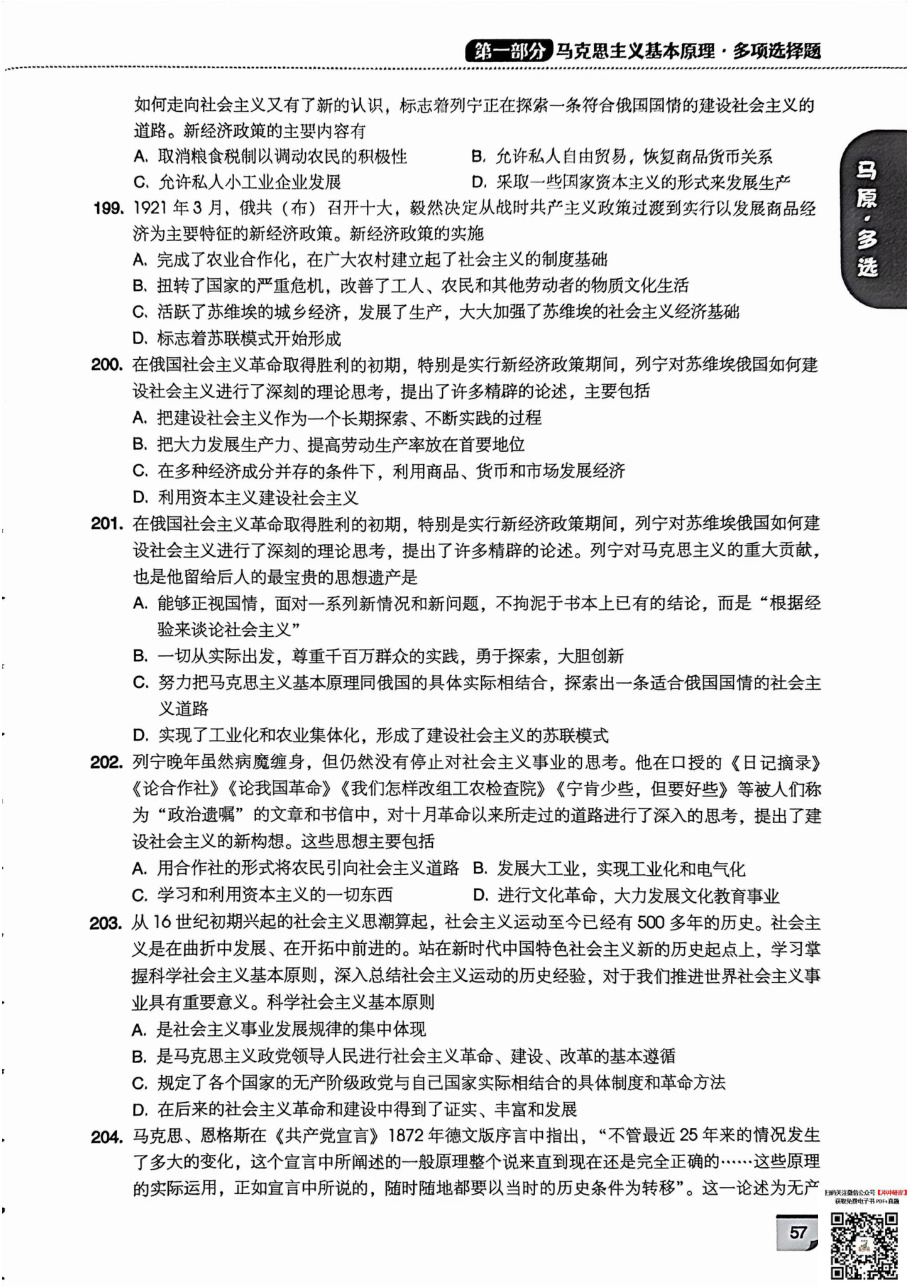 第一部分 马克思主义基本原理·多项选择题
如何走向社会主义又有了新的认识，标志着列宁正在探索一条符合俄国国情的建设社会主义的
道路。新经济政策的主要内容有
A. 取消粮食税制以调动农民的积极性 B. 允许私人自由贸易，恢复商品货币关系
C. 允许私人小工业企业发展 D. 采取一些国家资本主义的形式来发展生产
199. 1921 年 3 月，俄共（布）召开十大，毅然决定从战时共产主义政策过渡到实行以发展商品经
济为主要特征的新经济政策。新经济政策的实施
A. 完成了农业合作化，在广大农村建立起了社会主义的制度基础
B. 扭转了国家的严重危机，改善了工人、农民和其他劳动者的物质文化生活
C. 活跃了苏维埃的城乡经济，发展了生产，大大加强了苏维埃的社会主义经济基础
D. 标志着苏联模式开始形成
200. 在俄国社会主义革命取得胜利的初期，特别是实行新经济政策期间，列宁对苏维埃俄国如何建
设社会主义进行了深刻的理论思考，提出了许多精辟的论述，主要包括
A. 把建设社会主义作为一个长期探索、不断实践的过程
B. 把大力发展生产力、提高劳动生产率放在首要地位
C. 在多种经济成分并存的条件下，利用商品、货币和市场发展经济
D. 利用资本主义建设社会主义
201. 在俄国社会主义革命取得胜利的初期，特别是实行新经济政策期间，列宁对苏维埃俄国如何建
设社会主义进行了深刻的理论思考，提出了许多精辟的论述。列宁对马克思主义的重大贡献，
也是他留给后人的最宝贵的思想遗产是
A. 能够正视国情，面对一系列新情况和新问题，不拘泥于书本上已有的结论，而是“根据经
验来谈论社会主义”
B. 一切从实际出发，尊重千百万群众的实践，勇于探索，大胆创新
C. 努力把马克思主义基本原理同俄国的具体实际相结合，探索出一条适合俄国国情的社会主
义道路
D. 实现了工业化和农业集体化，形成了建设社会主义的苏联模式
202. 列宁晚年虽然病魔缠身，但仍然没有停止对社会主义事业的思考。他在口授的《日记摘录》
《论合作社》《论我国革命》《我们怎样改组工农检查院》《宁肯少些，但要好些》等被人们称
为“政治遗嘱”的文章和书信中，对十月革命以来所走过的道路进行了深入的思考，提出了建
设社会主义的新构想。这些思想主要包括
A. 用合作社的形式将农民引向社会主义道路 B. 发展大工业，实现工业化和电气化
C. 学习和利用资本主义的一切东西 D. 进行文化革命，大力发展文化教育事业
203. 从 16 世纪初期兴起的社会主义思潮算起，社会主义运动至今已经有 500 多年的历史。社会主
义是在曲折中发展、在开拓中前进的。站在新时代中国特色社会主义新的历史起点上，学习掌
握科学社会主义基本原则，深入总结社会主义运动的历史经验，对于我们推进世界社会主义事
业具有重要意义。科学社会主义基本原则
A. 是社会主义事业发展规律的集中体现
B. 是马克思主义政党领导人民进行社会主义革命、建设、改革的基本遵循
C. 规定了各个国家的无产阶级政党与自己国家实际相结合的具体制度和革命方法
D. 在后来的社会主义革命和建设中得到了证实、丰富和发展
204. 马克思、恩格斯在《共产党宣言》1872 年德文版序言中指出，“不管最近 25 年来的情况发生
了多大的变化，这个宣言中所阐述的一般原理整个说来直到现在还是完全正确的……这些原理
的实际运用，正如宣言中所说的，随时随地都要以当时的历史条件为转移”。这一论述为无产
马原·多选
扫码关注微信公众号
获取免费电子书PDF+真题
57